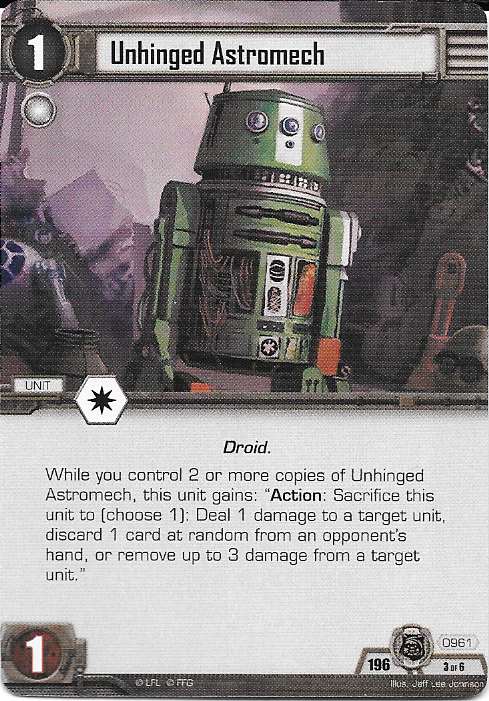 1
Unhinged Astromech
UNIT
Droid.
While you control 2 or more copies of Unhinged
Astromech, this unit gains: “Action: Sacrifice this
unit to (choose 1): Deal 1 damage to a target unit,
discard 1 card at random from an opponent’s
hand, or remove up to 3 damage from a target
unit.”
1
196
0961
3 OF 6
© LFL © FFG
Illus. Jeff Lee Johnson